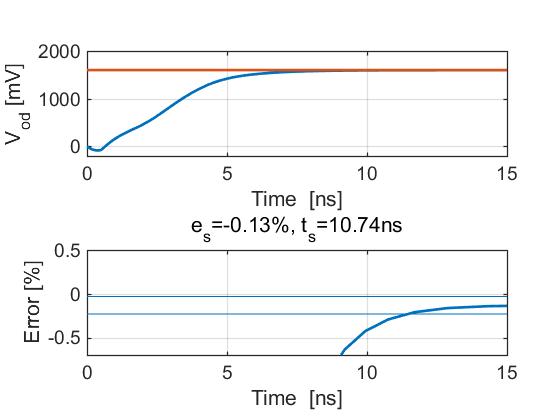 2000
1000
0
V_od [mV]
0 5 10 15
Time [ns]
e_s=-0.13%, t_s=10.74ns
0.5
0
-0.5
Error [%]
0 5 10 15
Time [ns]